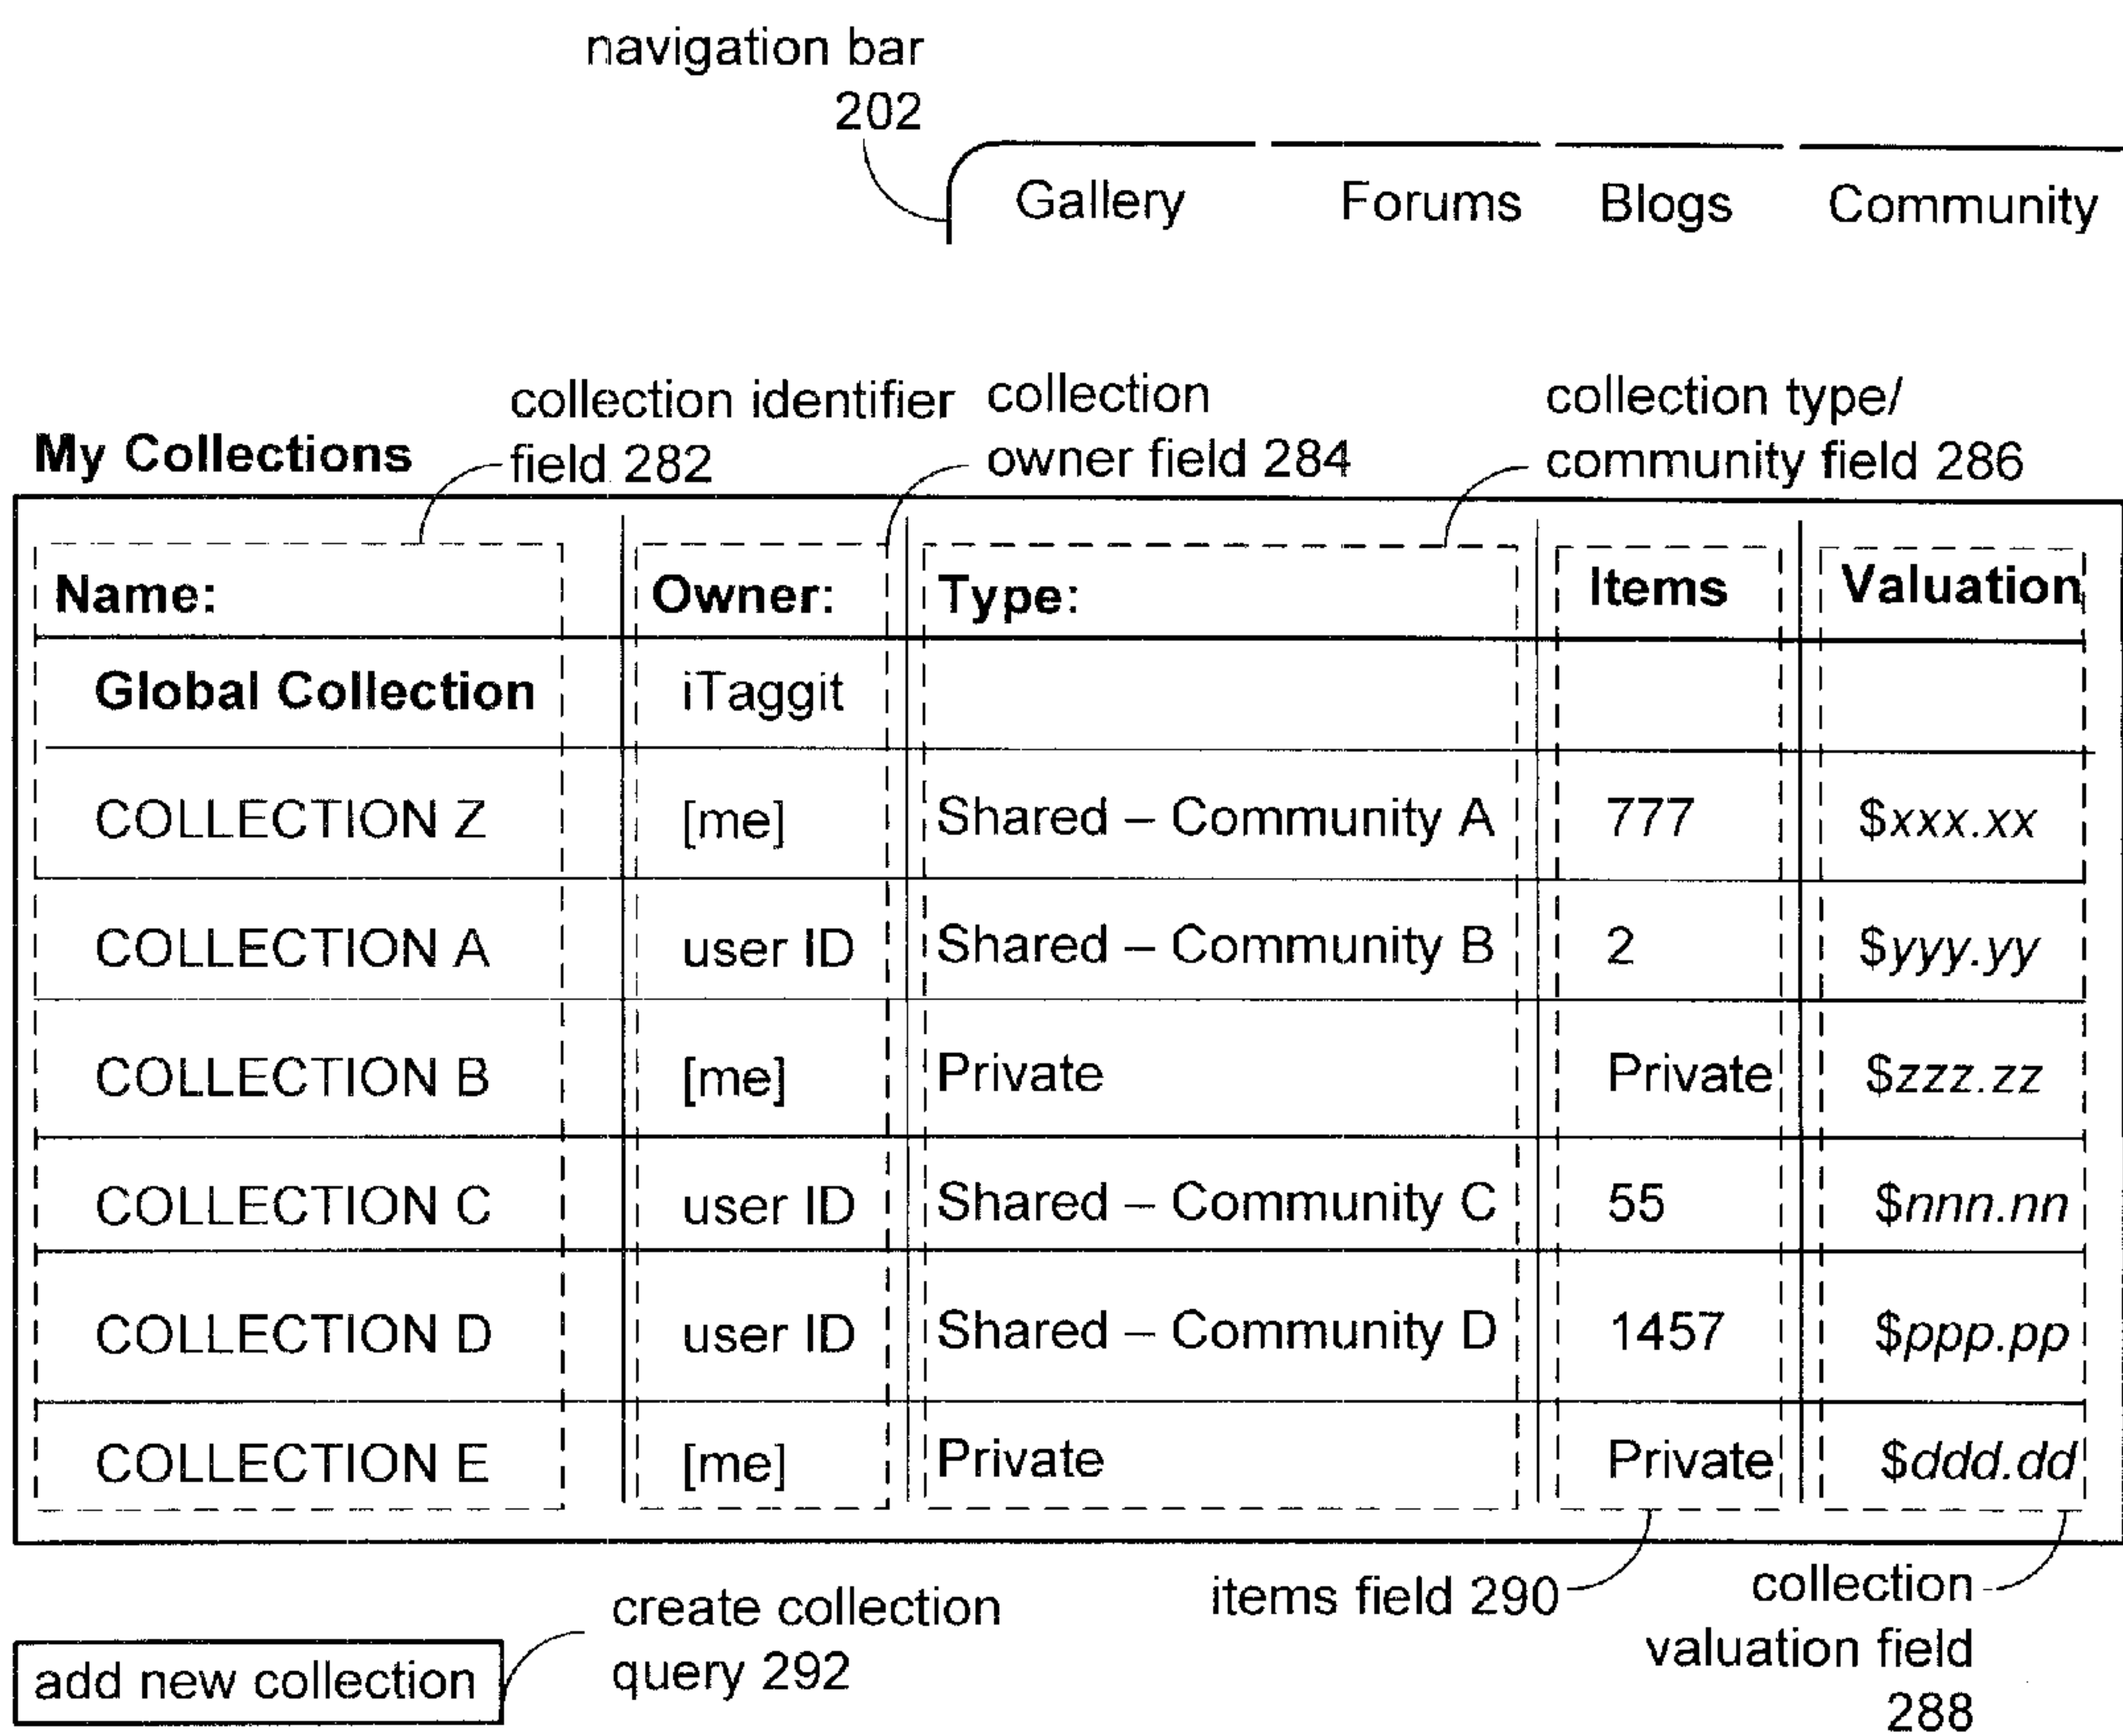 navigation bar
202
Gallery Forums Blogs Community
collection identifier
field 282
collection
owner field 284
collection type/
community field 286
My Collections
Name: Owner: Type: Items Valuation
Global Collection iTaggit
COLLECTION Z [me] Shared – Community A 777 $xxx.xx
COLLECTION A user ID Shared – Community B 2 $yyy.yy
COLLECTION B [me] Private Private $zzz.zz
COLLECTION C user ID Shared – Community C 55 $nnn.nn
COLLECTION D user ID Shared – Community D 1457 $ppp.pp
COLLECTION E [me] Private Private $ddd.dd
create collection
query 292
items field 290
collection
valuation field
288
add new collection